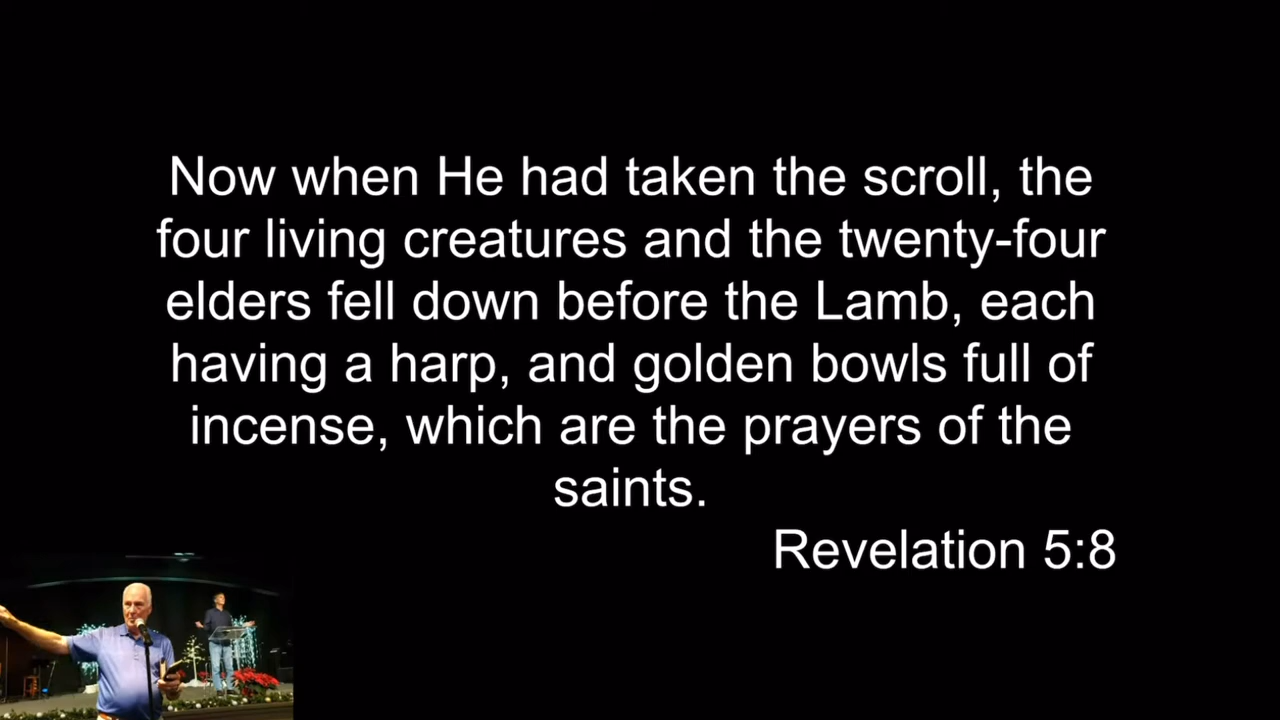 Now when He had taken the scroll, the
four living creatures and the twenty-four
elders fell down before the Lamb, each
having a harp, and golden bowls full of
incense, which are the prayers of the
saints.
Revelation 5:8